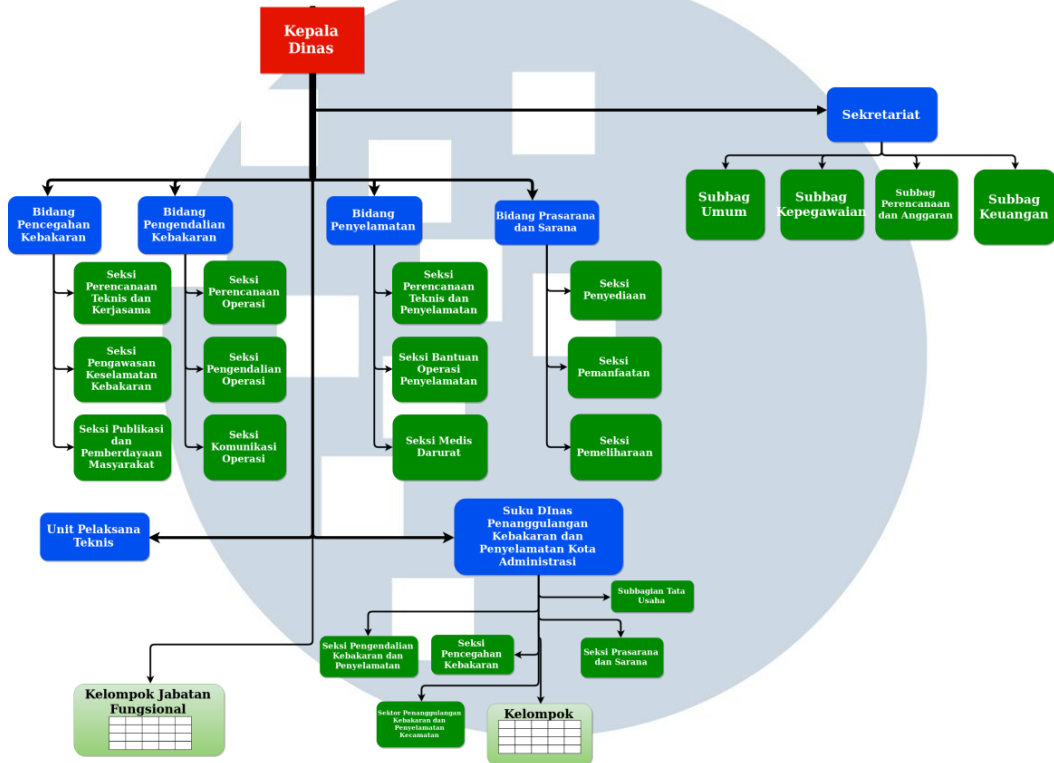 Kepala
Dinas
Sekretariat
Subbag
Umum
Subbag
Kepegawaian
Subbag
Perencanaan
dan Anggaran
Subbag
Keuangan
Bidang
Pencegahan
Kebakaran
Bidang
Pengendalian
Kebakaran
Bidang
Penyelamatan
Bidang Prasarana
dan Sarana
Seksi
Perencanaan
Teknis dan
Kerjasama
Seksi
Perencanaan
Operasi
Seksi
Perencanaan
Teknis dan
Penyelamatan
Seksi
Penyediaan
Seksi
Pengawasan
Keselamatan
Kebakaran
Seksi
Pengendalian
Operasi
Seksi Bantuan
Operasi
Penyelamatan
Seksi
Pemanfaatan
Seksi Publikasi
dan
Pemberdayaan
Masyarakat
Seksi
Komunikasi
Operasi
Seksi Medis
Darurat
Seksi
Pemeliharaan
Unit Pelaksana
Teknis
Suku DInas
Penanggulangan
Kebakaran dan
Penyelamatan Kota
Administrasi
Subbagian Tata
Usaha
Seksi Pengendalian
Kebakaran dan
Penyelamatan
Seksi
Pencegahan
Kebakaran
Seksi Prasarana
dan Sarana
Kelompok Jabatan
Fungsional
Sektor Penanggulangan
Kebakaran dan
Penyelamatan
Kecamatan
Kelompok